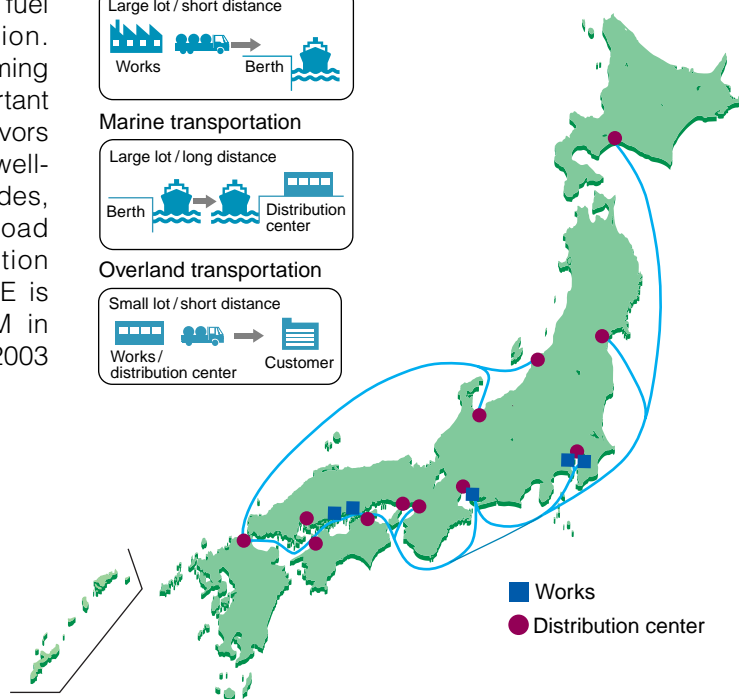 fuel
ion.
ming
rtant
vors
well-
des,
oad
tion
E is
M in
2003
Large lot / short distance
Works
Berth
Marine transportation
Large lot / long distance
Berth
Distribution
center
Overland transportation
Small lot / short distance
Works /
distribution center
Customer
Works
Distribution center